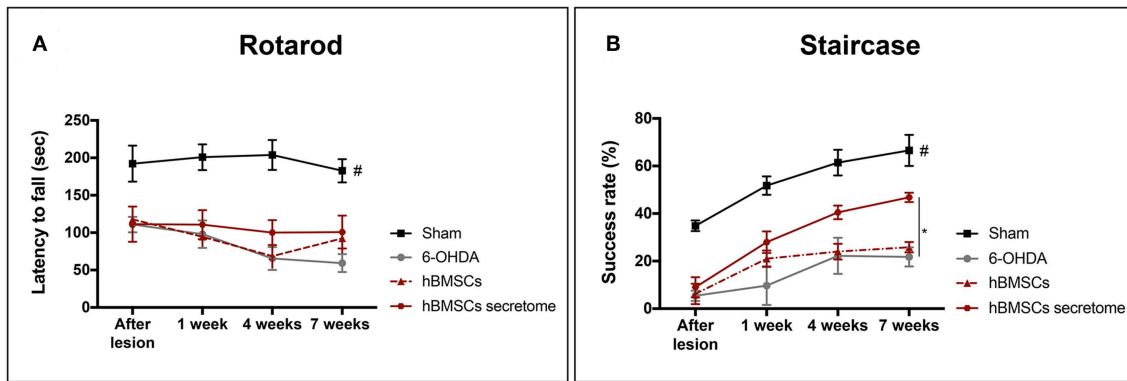 A
Rotarod
Latency to fall (sec)
250
200
150
100
50
0
After
lesion
1 week
4 weeks
7 weeks
#
Sham
6-OHDA
hBMSCs
hBMSCs secretome
B
Staircase
Success rate (%)
80
60
40
20
0
After
lesion
1 week
4 weeks
7 weeks
#
*
Sham
6-OHDA
hBMSCs
hBMSCs secretome